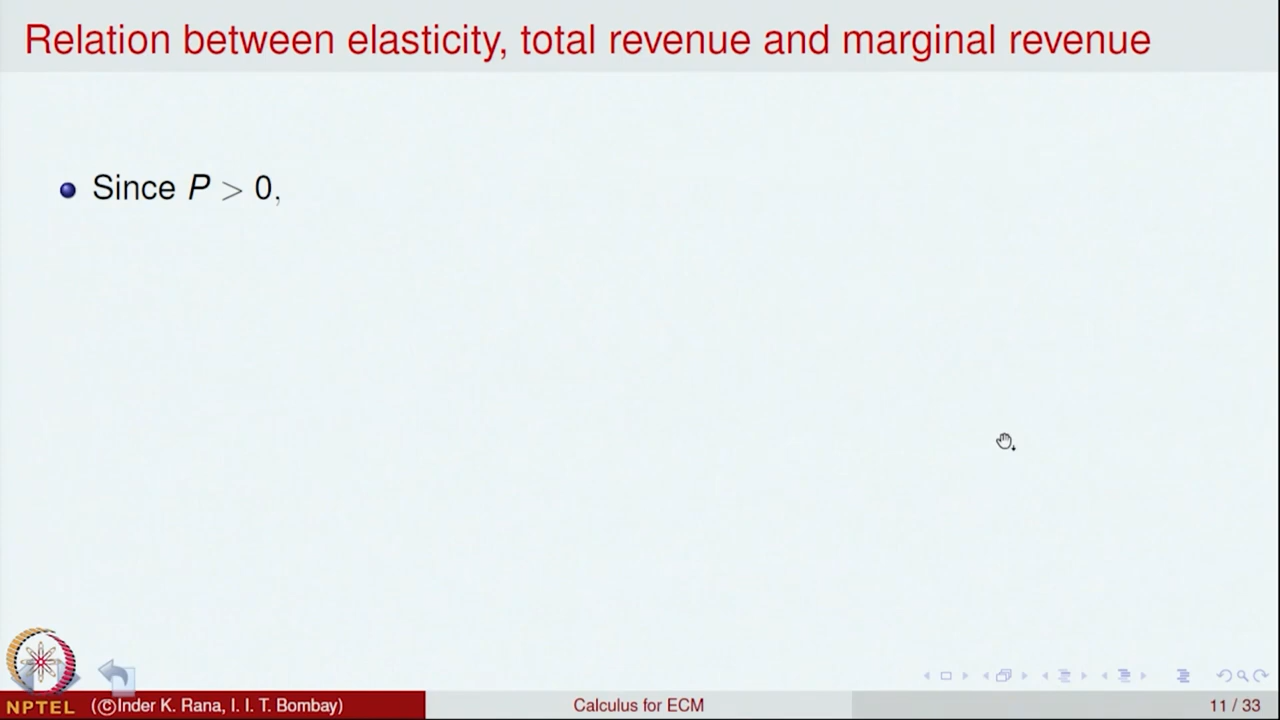 Relation between elasticity, total revenue and marginal revenue
Since P > 0,
NPTEL
(©Inder K. Rana, I. I. T. Bombay)
Calculus for ECM
11 / 33